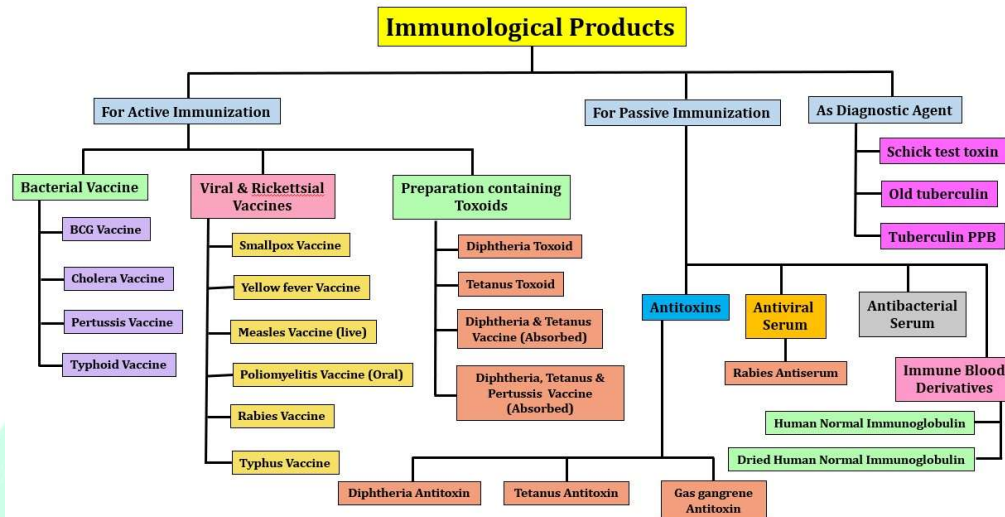 Immunological Products
For Active Immunization
For Passive Immunization
As Diagnostic Agent
Schick test toxin
Old tuberculin
Tuberculin PPB
Bacterial Vaccine
BCG Vaccine
Cholera Vaccine
Pertussis Vaccine
Typhoid Vaccine
Viral & Rickettsial
Vaccines
Smallpox Vaccine
Yellow fever Vaccine
Measles Vaccine (live)
Poliomyelitis Vaccine (Oral)
Rabies Vaccine
Typhus Vaccine
Preparation containing
Toxoids
Diphtheria Toxoid
Tetanus Toxoid
Diphtheria & Tetanus
Vaccine (Absorbed)
Diphtheria, Tetanus &
Pertussis Vaccine
(Absorbed)
Antitoxins
Diphtheria Antitoxin
Tetanus Antitoxin
Gas gangrene
Antitoxin
Antiviral
Serum
Rabies Antiserum
Antibacterial
Serum
Immune Blood
Derivatives
Human Normal Immunoglobulin
Dried Human Normal Immunoglobulin